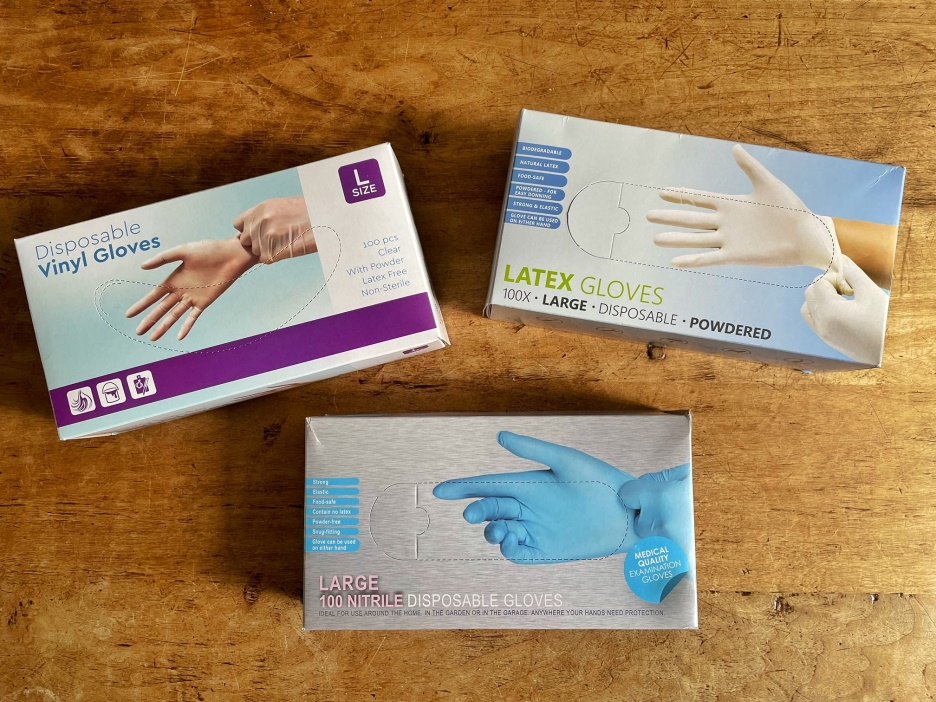 Disposable
Vinyl Gloves
L
SIZE
100 pcs
Clear
With Powder
Latex Free
Non-Sterile
BIODEGRADABLE
NATURAL LATEX
FOOD-SAFE
POWDERED - FOR
EASY DONNING
STRONG & ELASTIC
GLOVE CAN BE USED
ON EITHER HAND
LATEX GLOVES
100X · LARGE · DISPOSABLE · POWDERED
Strong
Elastic
Food-safe
Contain no latex
Powder-free
Snug-fitting
Glove can be used
on either hand
MEDICAL
QUALITY
EXAMINATION
GLOVES
LARGE
100 NITRILE DISPOSABLE GLOVES
IDEAL FOR USE AROUND THE HOME, IN THE GARDEN OR IN THE GARAGE. ANYWHERE YOUR HANDS NEED PROTECTION